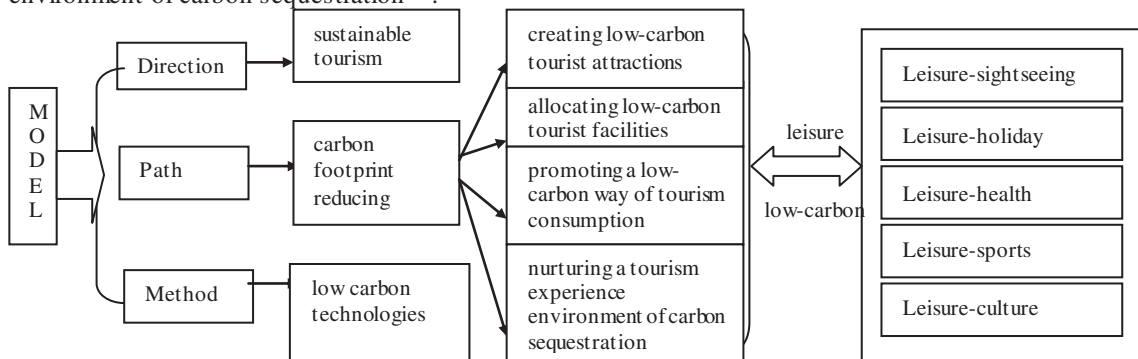 environment of carbon sequestration
MODEL
Direction
sustainable
tourism
Path
carbon
footprint
reducing
Method
low carbon
technologies
creating low-carbon
tourist attractions
allocating low-carbon
tourist facilities
promoting a low-
carbon way of tourism
consumption
nurturing a tourism
experience
environment of carbon
sequestration
leisure
low-carbon
Leisure-sightseeing
Leisure-holiday
Leisure-health
Leisure-sports
Leisure-culture